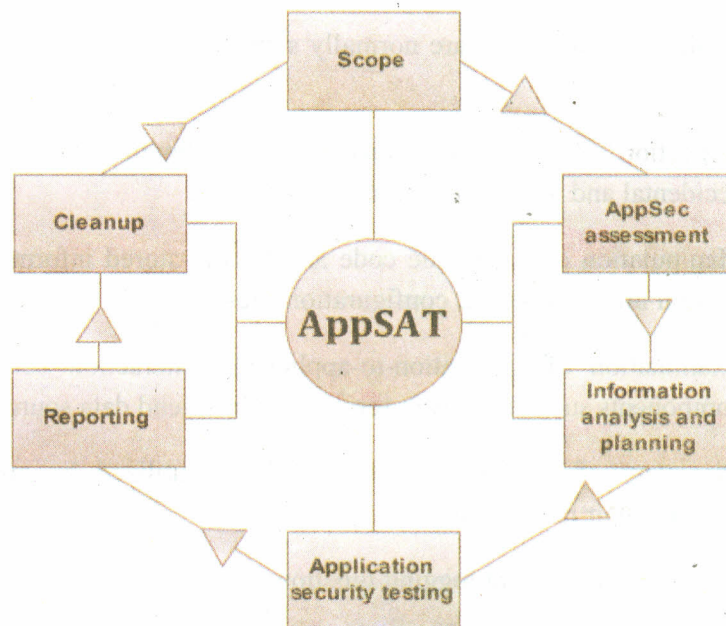 Scope
AppSec
assessment
Information
analysis and
planning
Application
security testing
Reporting
Cleanup
AppSAT